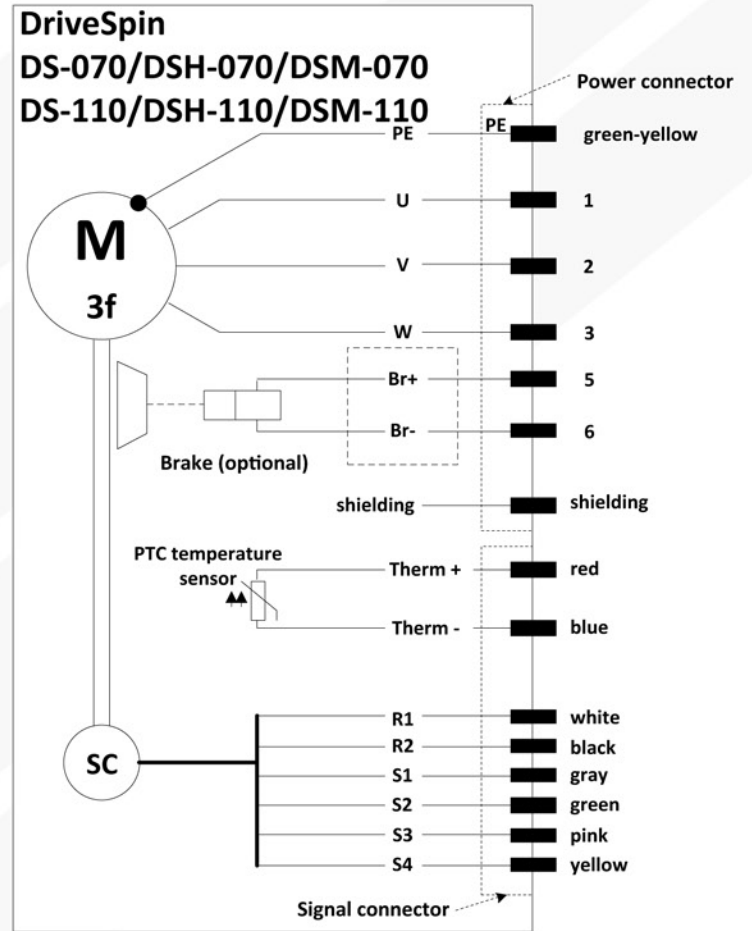 DriveSpin
DS-070/DSH-070/DSM-070
DS-110/DSH-110/DSM-110
Power connector
PE PE green-yellow
M
3f
U 1
V 2
W 3
Br+ 5
Br- 6
Brake (optional)
shielding shielding
PTC temperature
sensor
Therm + red
Therm - blue
SC
R1 white
R2 black
S1 gray
S2 green
S3 pink
S4 yellow
Signal connector